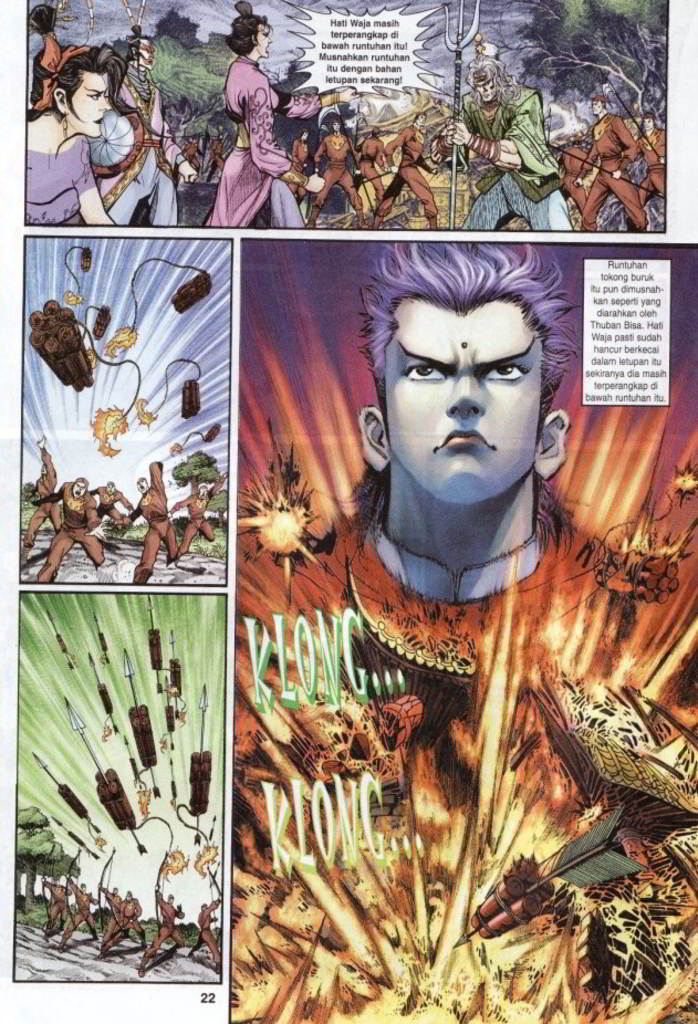 Hati Waja masih
terperangkap di
bawah runtuhan itu!
Musnahkan runtuhan
itu dengan bahan
letupan sekarang!
Runtuhan
tokong buruk
itu pun dimusnah-
kan seperti yang
diarahkan oleh
Thuban Bisa. Hati
Waja pasti sudah
hancur berkecai
dalam letupan itu
sekiranya dia masih
terperangkap di
bawah runtuhan itu.
KLONG...
KLONG...
22